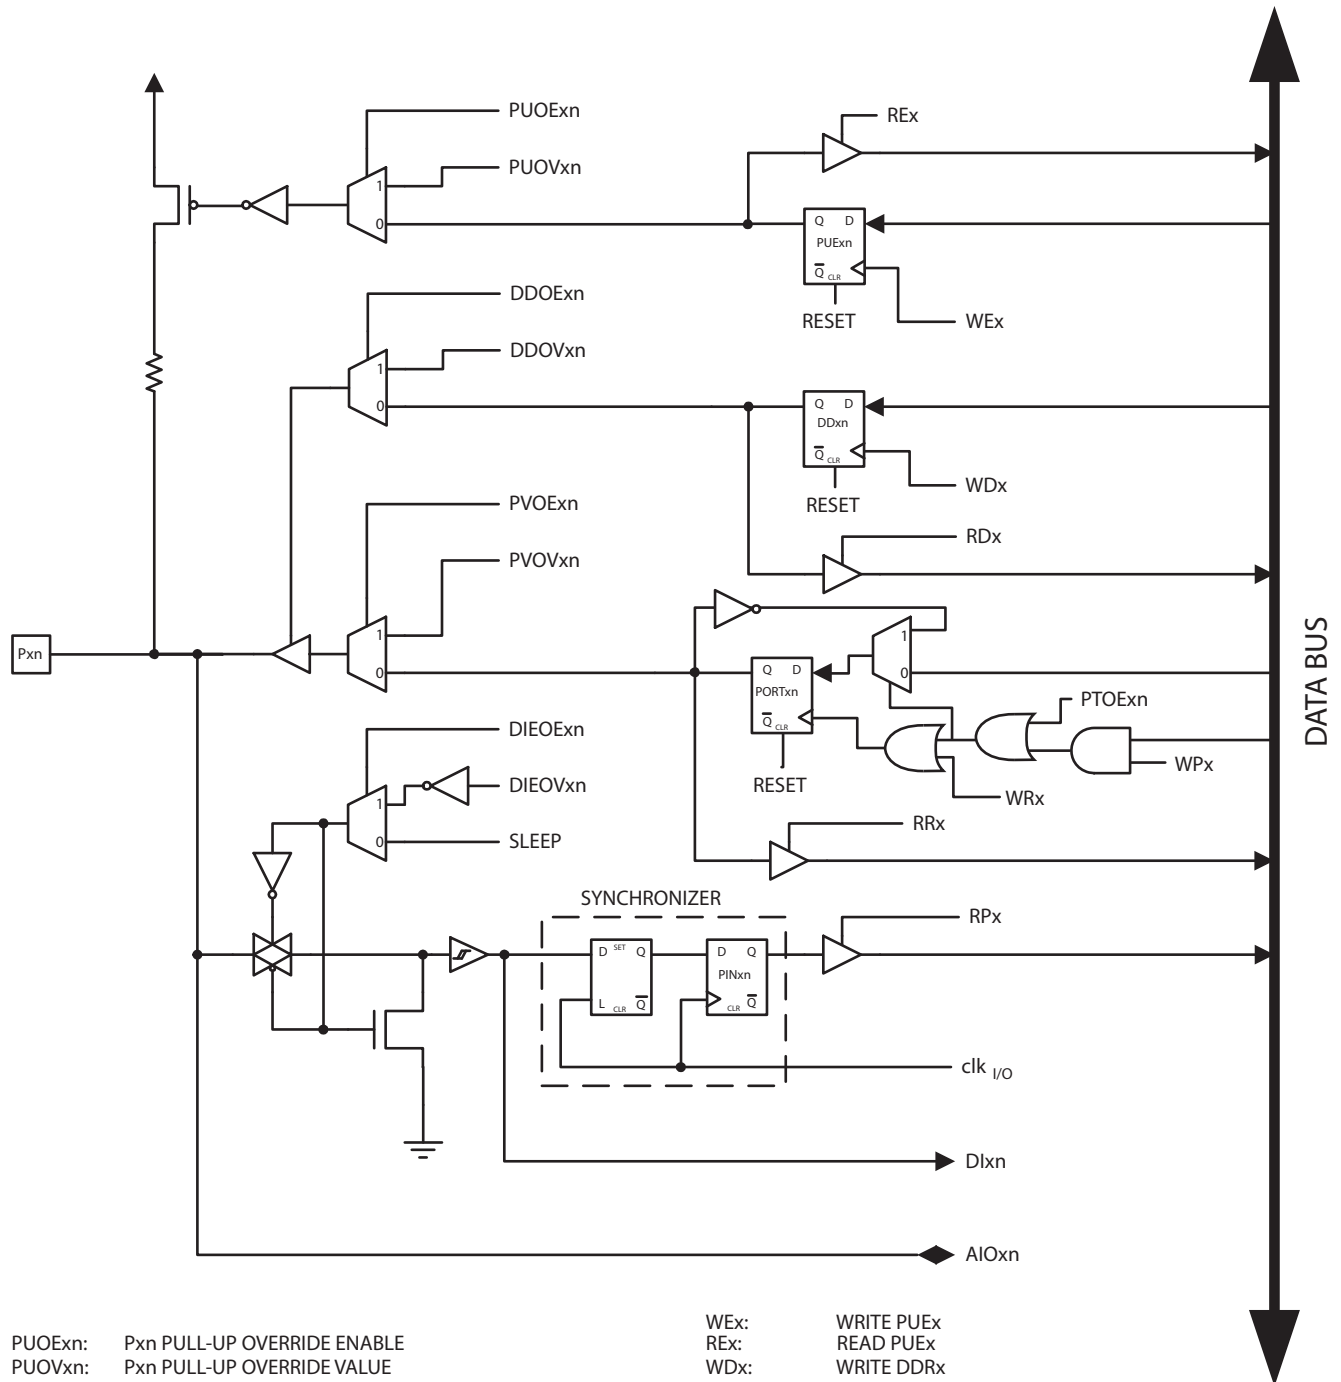 PUOExn
REx
PUOVxn
1
0
Q D
PUExn
Q CLR
RESET
WEx
DDOExn
DDOVxn
1
0
Q D
DDxn
Q CLR
RESET
WDx
PVOExn
RDx
PVOVxn
1
0
Pxn
1
0
Q D
PORTxn
Q CLR
RESET
PTOExn
WPx
WRx
DATA BUS
DIEOExn
DIEOVxn
1
0
SLEEP
RRx
SYNCHRONIZER
RPx
D SET Q
L CLR Q
D Q
PINxn
CLR Q
clk I/O
DIxn
AIOxn
PUOExn: Pxn PULL-UP OVERRIDE ENABLE
PUOVxn: Pxn PULL-UP OVERRIDE VALUE
WEx: WRITE PUEx
REx: READ PUEx
WDx: WRITE DDRx